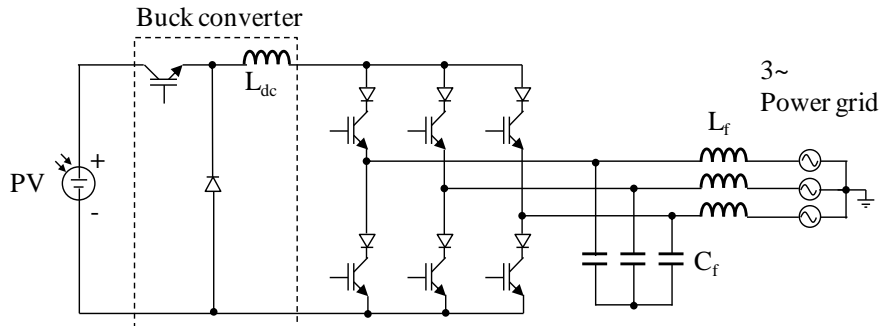 Buck converter
L_dc
3~
Power grid
L_f
PV
+
-
C_f